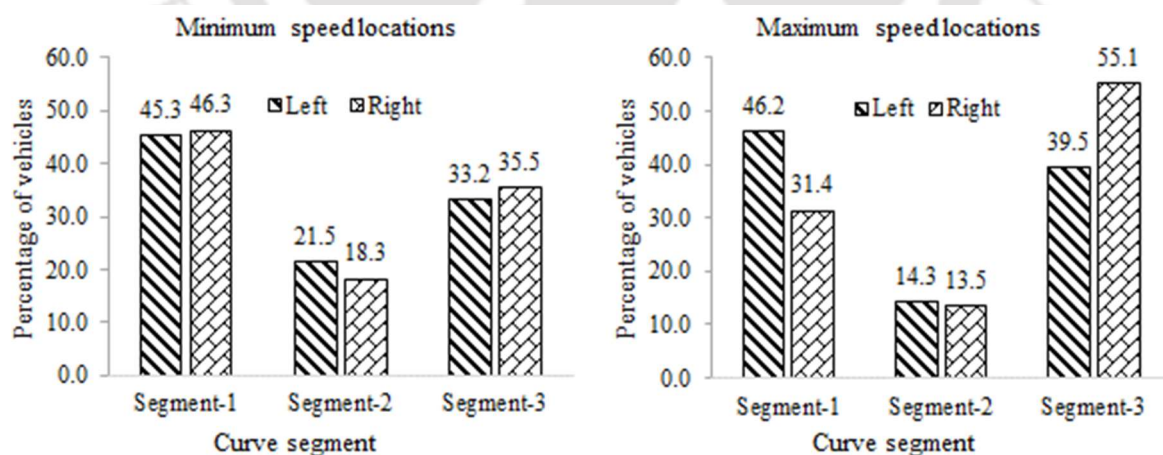 Minimum speed locations
Percentage of vehicles
60.0
50.0
40.0
30.0
20.0
10.0
0.0
Left Right
45.3 46.3
21.5 18.3
33.2 35.5
Segment-1 Segment-2 Segment-3
Curve segment
Maximum speed locations
Percentage of vehicles
60.0
50.0
40.0
30.0
20.0
10.0
0.0
Left Right
46.2 31.4
14.3 13.5
39.5 55.1
Segment-1 Segment-2 Segment-3
Curve segment